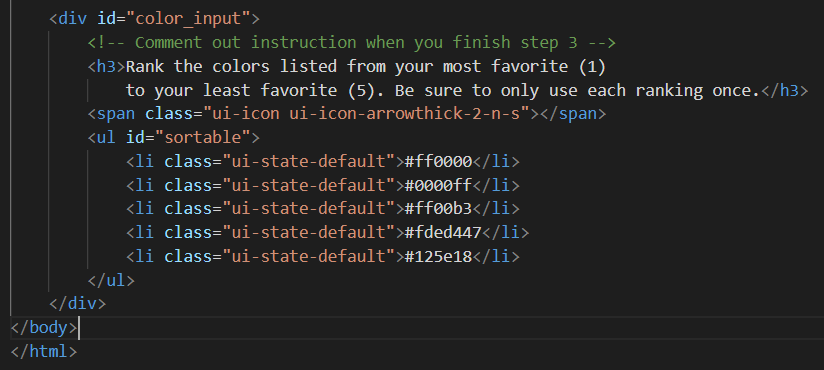 <div id="color_input">
<!-- Comment out instruction when you finish step 3 -->
<h3>Rank the colors listed from your most favorite (1)
to your least favorite (5). Be sure to only use each ranking once.</h3>
<span class="ui-icon ui-icon-arrowthick-2-n-s"></span>
<ul id="sortable">
<li class="ui-state-default">#ff0000</li>
<li class="ui-state-default">#0000ff</li>
<li class="ui-state-default">#ff00b3</li>
<li class="ui-state-default">#fded447</li>
<li class="ui-state-default">#125e18</li>
</ul>
</div>
</body>
</html>